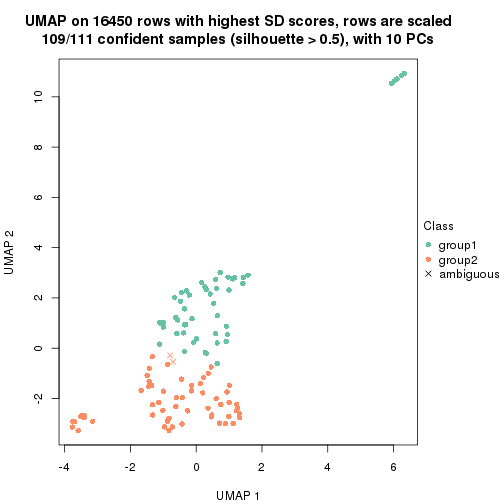 UMAP on 16450 rows with highest SD scores, rows are scaled
109/111 confident samples (silhouette > 0.5), with 10 PCs
10
8
6
4
2
0
-2
UMAP 2
-4
-2
0
2
4
6
UMAP 1
Class
group1
group2
ambiguous